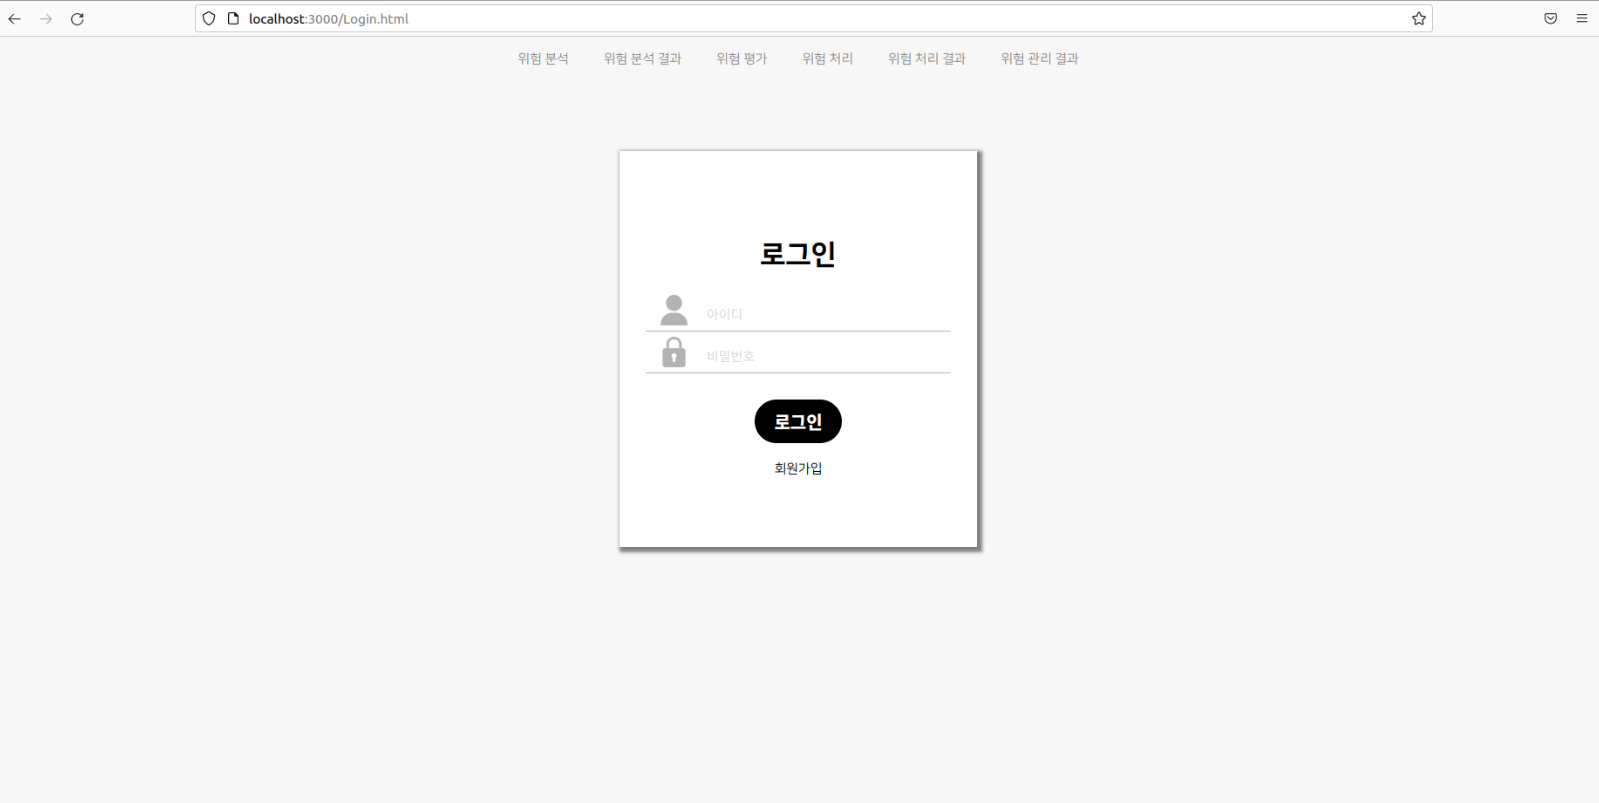 localhost:3000/Login.html
위험 분석 위험 분석 결과 위험 평가 위험 처리 위험 처리 결과 위험 관리 결과
로그인
아이디
비밀번호
로그인
회원가입